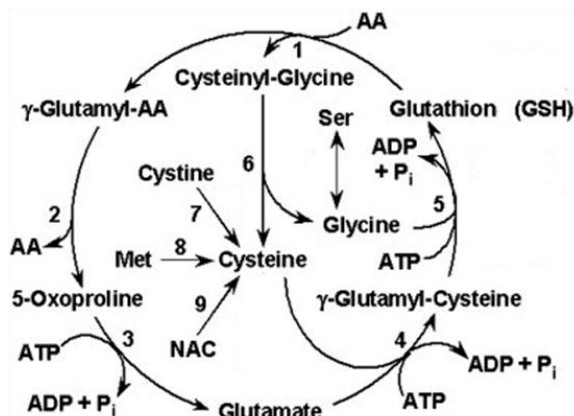 AA
1
Cysteinyl-Glycine
γ-Glutamyl-AA
Glutathion (GSH)
Ser
ADP
+ Pi
6
Cystine
5
2
7
Glycine
AA
8
Met
Cysteine
ATP
5-Oxoproline
γ-Glutamyl-Cysteine
9
3
4
ATP
NAC
ADP + Pi
ADP + Pi
Glutamate
ATP